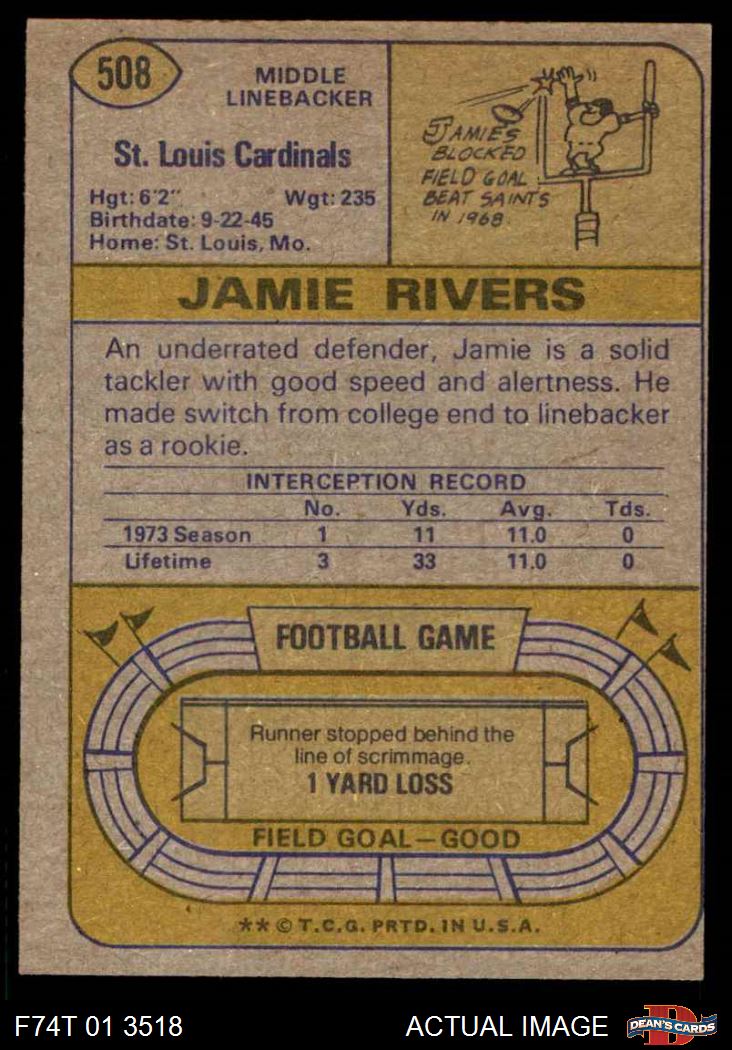 508
MIDDLE
LINEBACKER
St. Louis Cardinals
Hgt: 6'2" Wgt: 235
Birthdate: 9-22-45
Home: St. Louis, Mo.
JAMIE'S
BLOCKED
FIELD GOAL
BEAT SAINTS
IN 1968.
JAMIE RIVERS
An underrated defender, Jamie is a solid
tackler with good speed and alertness. He
made switch from college end to linebacker
as a rookie.
INTERCEPTION RECORD
No. Yds. Avg. Tds.
1973 Season 1 11 11.0 0
Lifetime 3 33 11.0 0
FOOTBALL GAME
Runner stopped behind the
line of scrimmage.
1 YARD LOSS
FIELD GOAL—GOOD
** © T.C.G. PRTD. IN U.S.A.
F74T 01 3518 ACTUAL IMAGE D DEAN'S CARDS